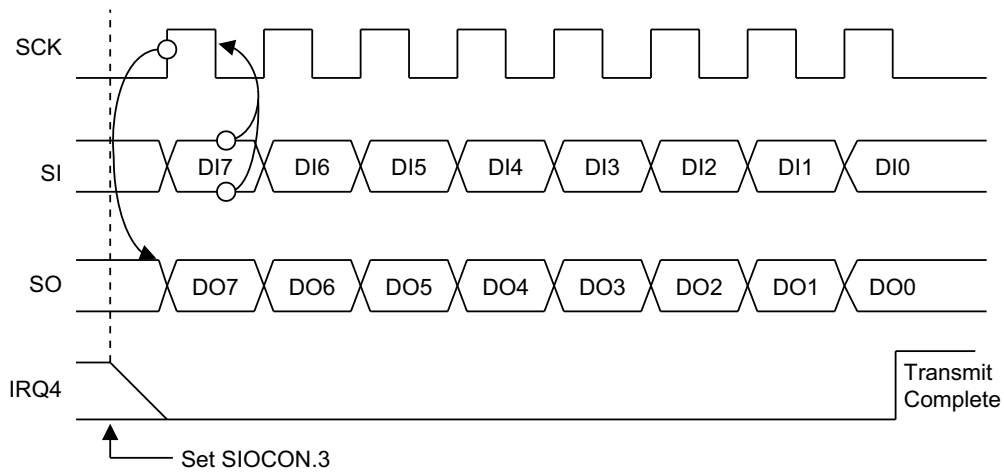 SCK
SI
DI7 DI6 DI5 DI4 DI3 DI2 DI1 DI0
SO
DO7 DO6 DO5 DO4 DO3 DO2 DO1 DO0
IRQ4
Transmit
Complete
Set SIOCON.3